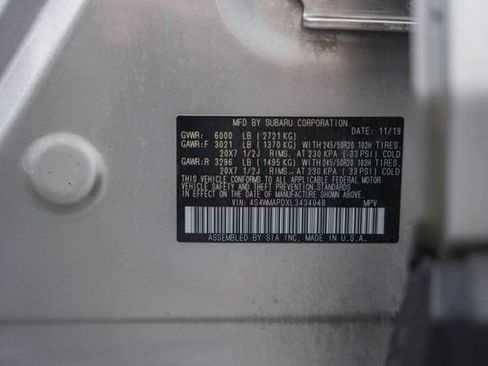 MFD BY SUBARU CORPORATION
GVWR: 6000 LB (2721 KG) DATE: 11/19
GAWR:F 3021 LB (1370 KG) WITH 245/50R20 102H TIRES,
20X7 1/2J RIMS. AT 230 KPA (33 PSI) COLD
GAWR:R 3296 LB (1495 KG) WITH 245/50R20 102H TIRES,
20X7 1/2J RIMS. AT 230 KPA (33 PSI) COLD
THIS VEHICLE CONFORMS TO ALL APPLICABLE FEDERAL MOTOR
VEHICLE SAFETY AND THEFT PREVENTION STANDARDS IN EFFECT
ON THE DATE OF MANUFACTURE SHOWN ABOVE.
VIN: 4S4WMAPDXL3434048 MPV
ASSEMBLED BY SIA INC. MADE IN U.S.A.